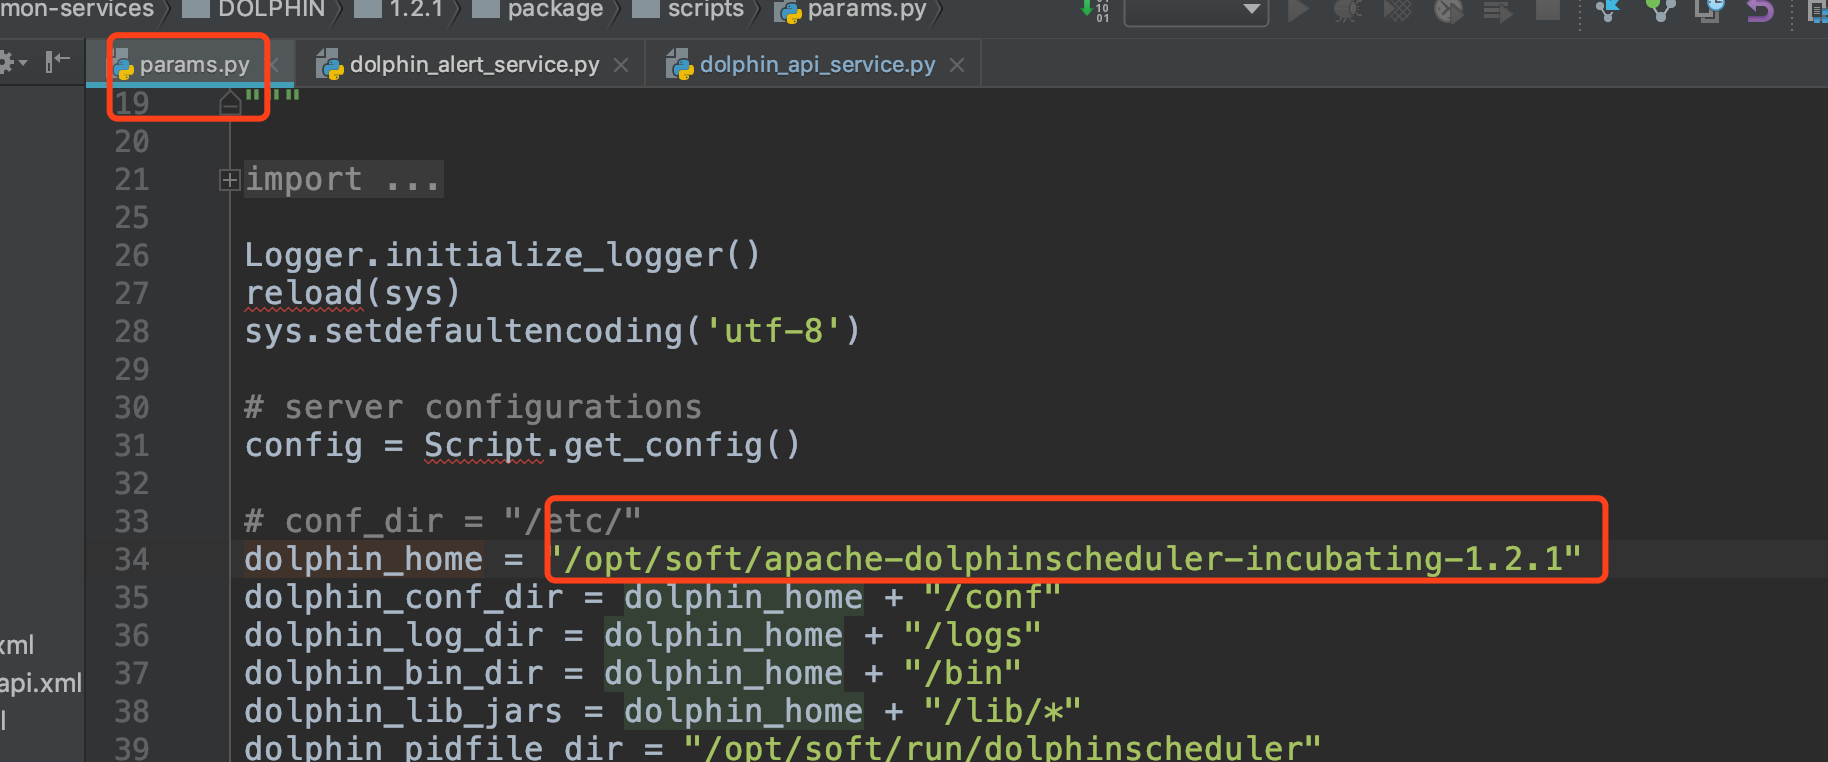 mon-services DOLPHIN 1.2.1 package scripts params.py
params.py dolphin_alert_service.py dolphin_api_service.py
19 """
20
21 import ...
25
26 Logger.initialize_logger()
27 reload(sys)
28 sys.setdefaultencoding('utf-8')
29
30 # server configurations
31 config = Script.get_config()
32
33 # conf_dir = "/etc/"
34 dolphin_home = "/opt/soft/apache-dolphinscheduler-incubating-1.2.1"
35 dolphin_conf_dir = dolphin_home + "/conf"
36 dolphin_log_dir = dolphin_home + "/logs"
xml
37 dolphin_bin_dir = dolphin_home + "/bin"
api.xml
38 dolphin_lib_jars = dolphin_home + "/lib/*"
l
39 dolphin_pidfile_dir = "/opt/soft/run/dolphinscheduler"